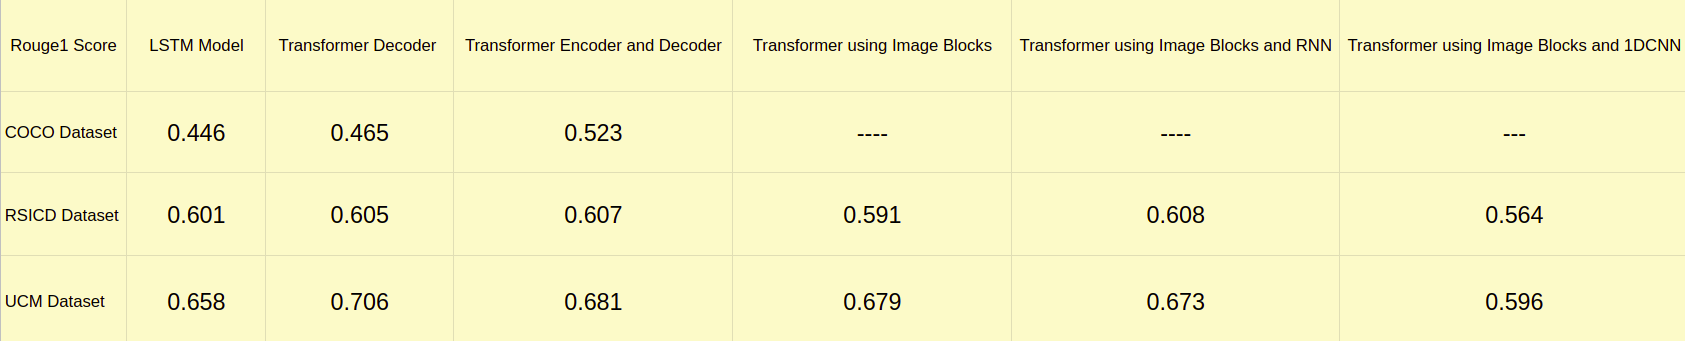 Rouge1 Score LSTM Model Transformer Decoder Transformer Encoder and Decoder Transformer using Image Blocks Transformer using Image Blocks and RNN Transformer using Image Blocks and 1DCNN
COCO Dataset 0.446 0.465 0.523 ---- ---- ---
RSICD Dataset 0.601 0.605 0.607 0.591 0.608 0.564
UCM Dataset 0.658 0.706 0.681 0.679 0.673 0.596